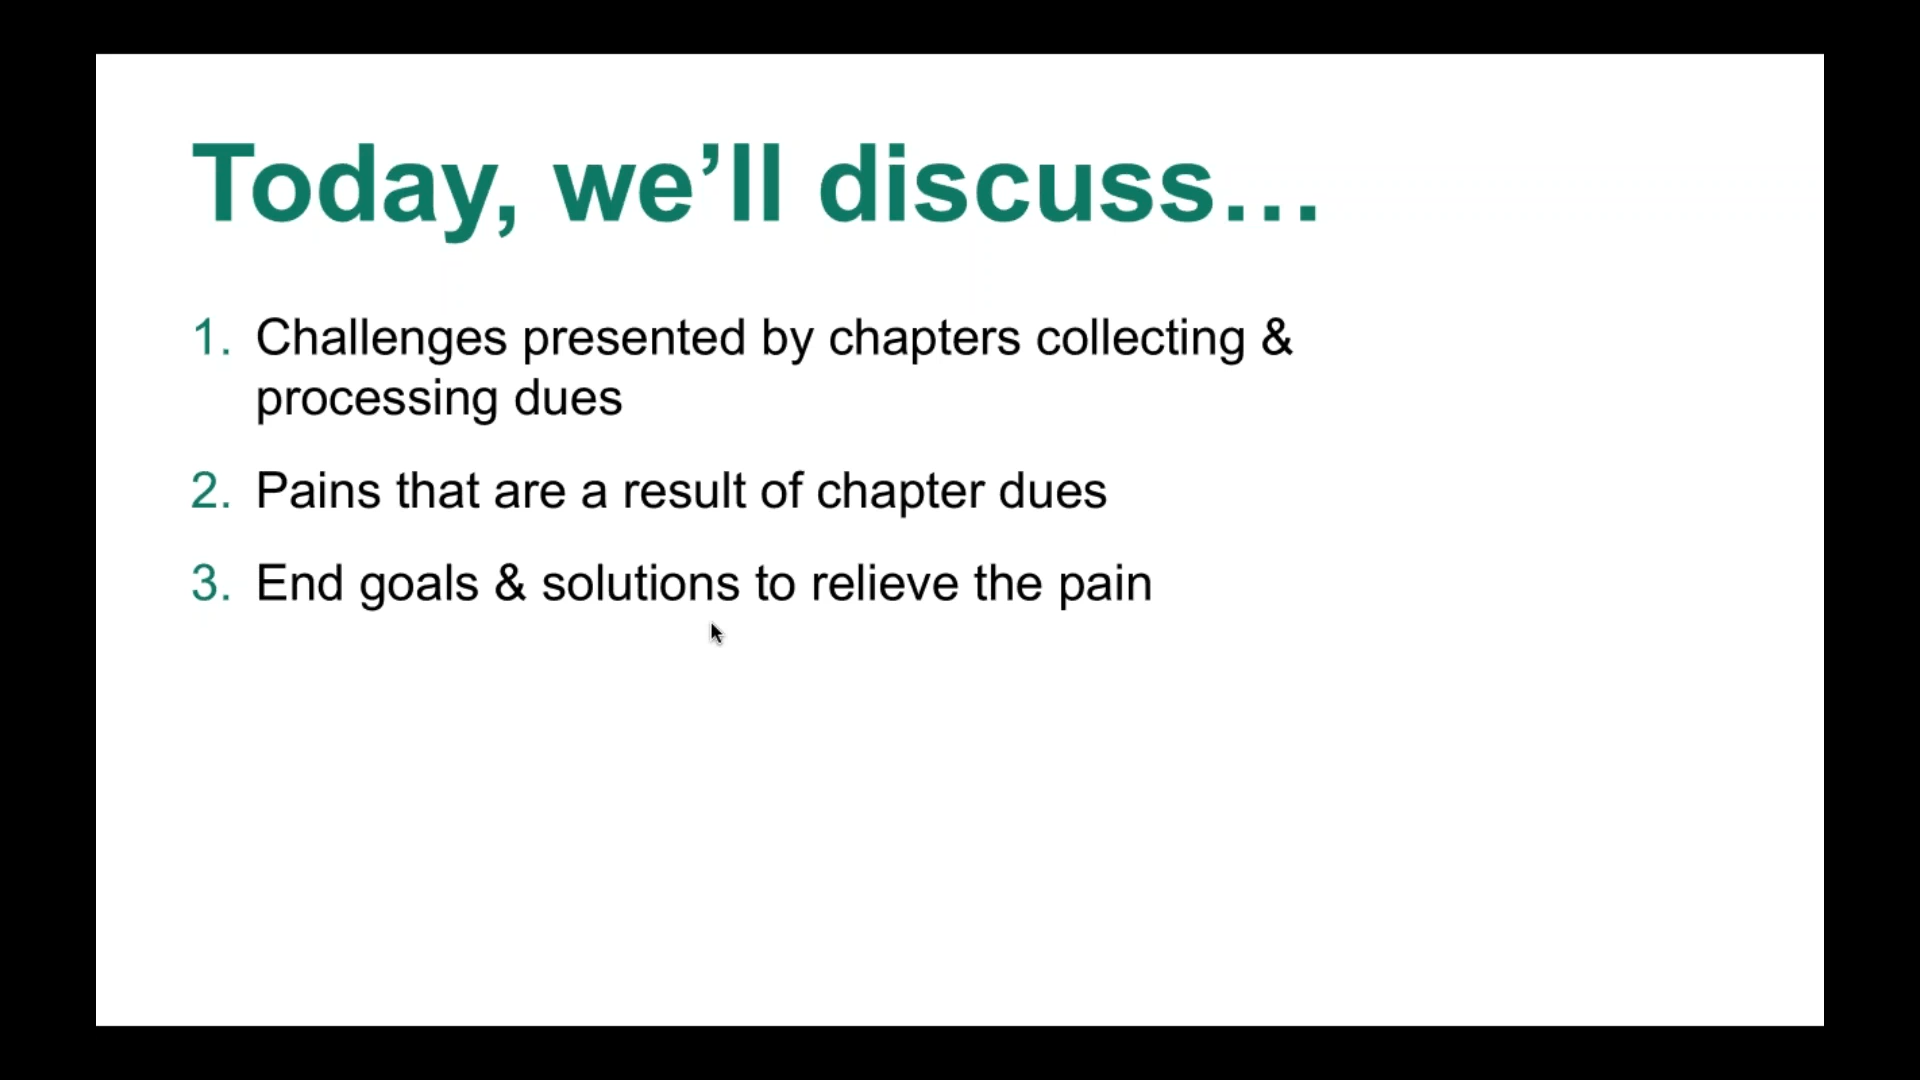 Today, we’ll discuss…
1. Challenges presented by chapters collecting &
processing dues
2. Pains that are a result of chapter dues
3. End goals & solutions to relieve the pain